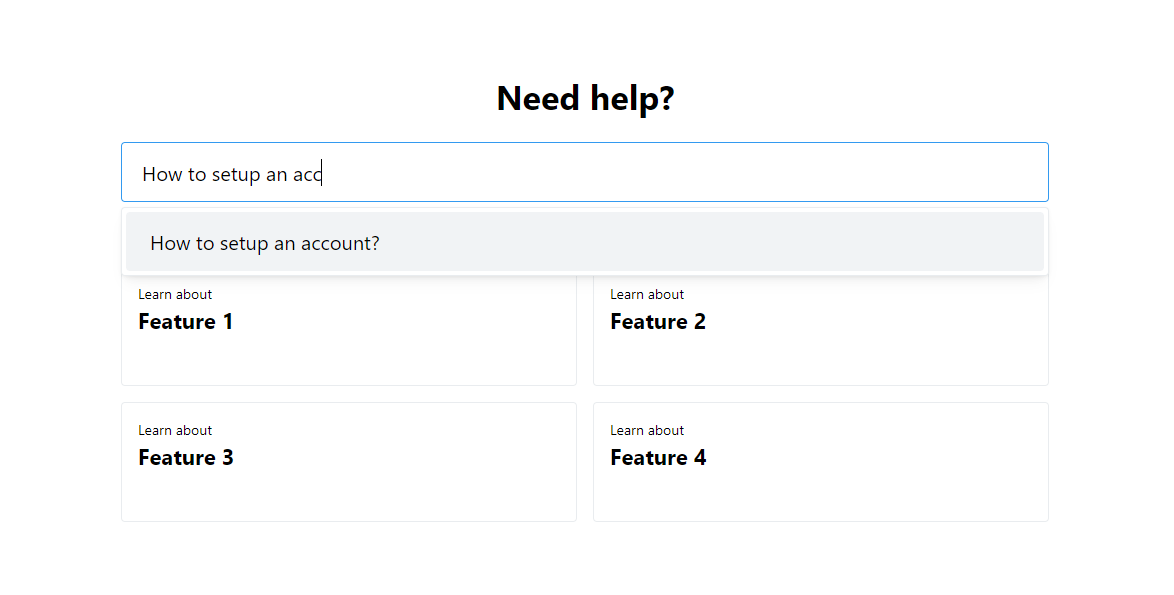 Need help?
How to setup an acc
How to setup an account?
Learn about
Feature 1
Learn about
Feature 2
Learn about
Feature 3
Learn about
Feature 4